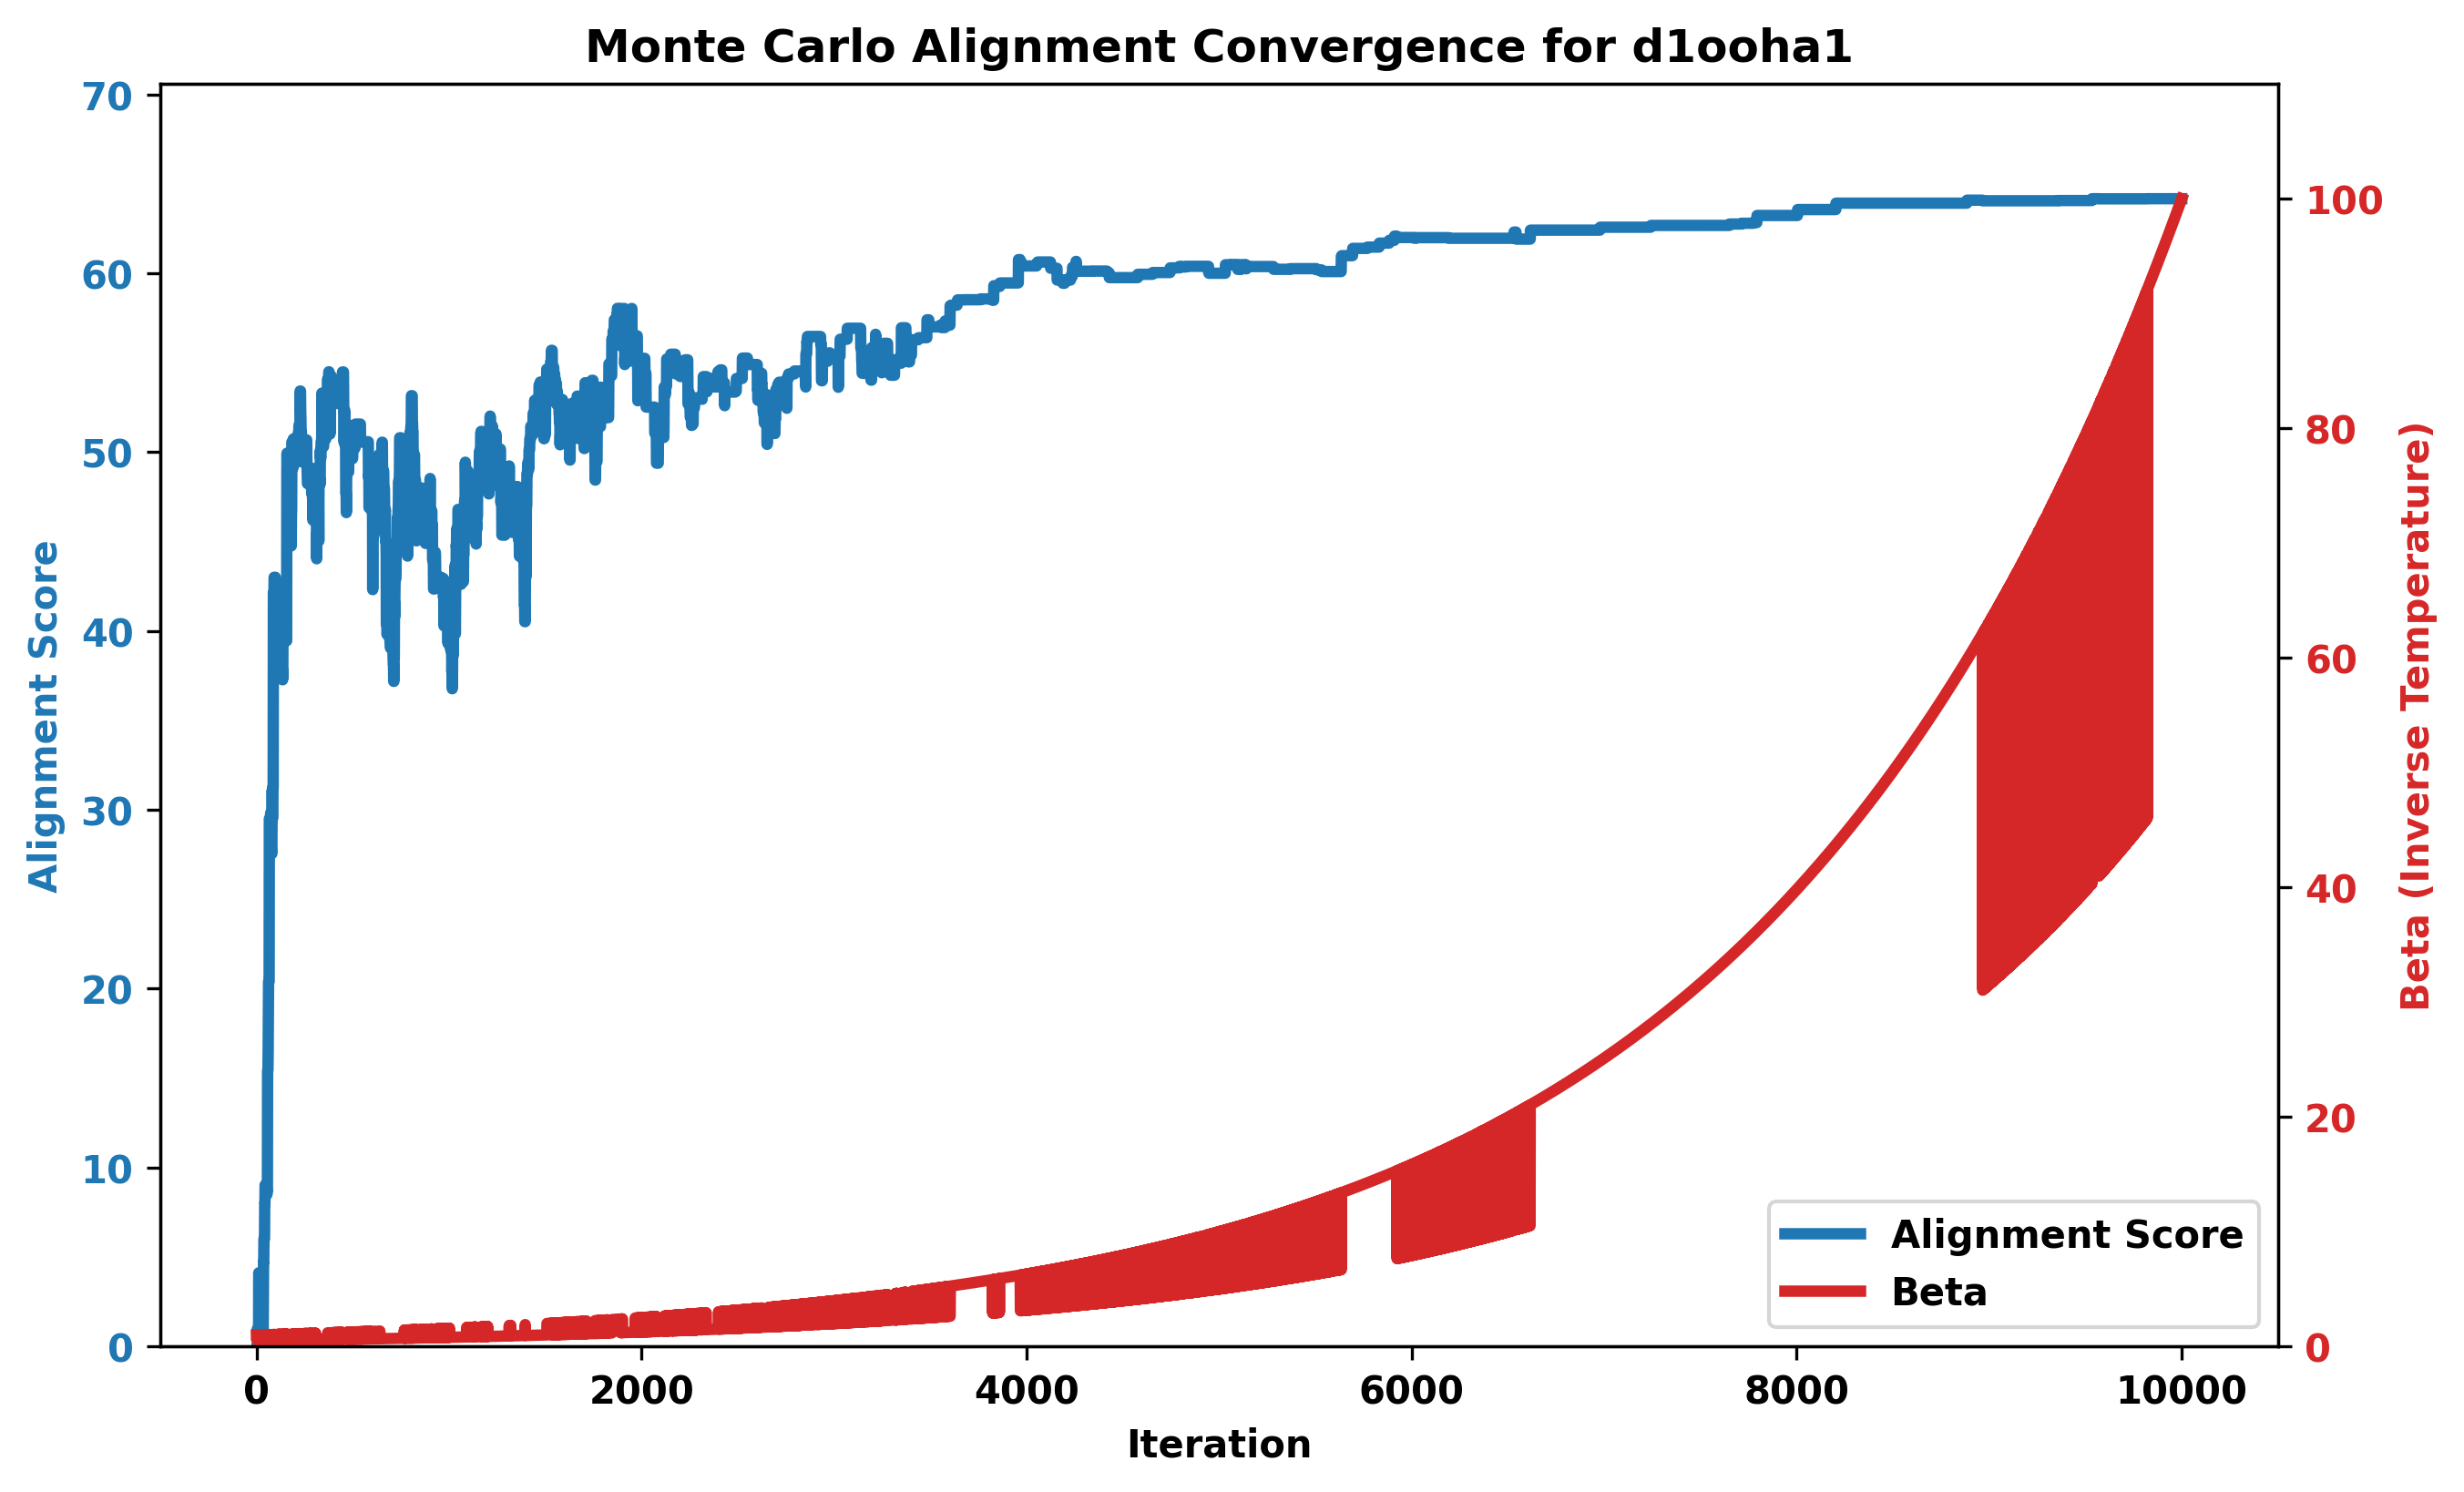 Monte Carlo Alignment Convergence for d1ooha1
70
60
50
40
30
20
10
0
Alignment Score
100
80
60
40
20
0
Beta (Inverse Temperature)
Alignment Score
Beta
0 2000 4000 6000 8000 10000
Iteration